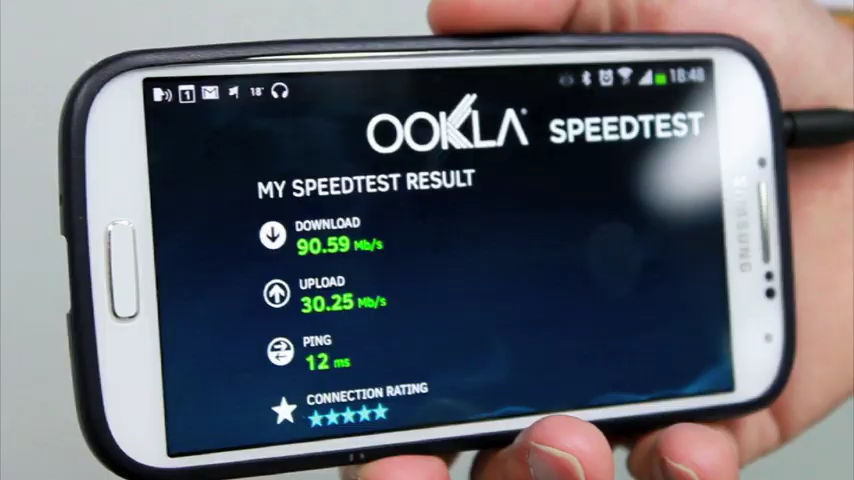 1 18° 18:48
OOKLA® SPEEDTEST
MY SPEEDTEST RESULT
DOWNLOAD
90.59 Mb/s
UPLOAD
30.25 Mb/s
PING
12 ms
CONNECTION RATING
SAMSUNG